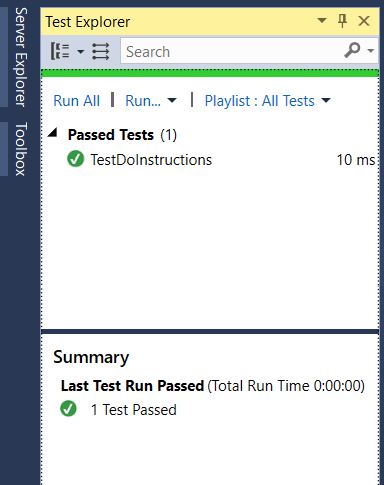 Server Explorer
Toolbox
Test Explorer
Search
Run All | Run... | Playlist : All Tests
Passed Tests (1)
TestDoInstructions 10 ms
Summary
Last Test Run Passed (Total Run Time 0:00:00)
1 Test Passed